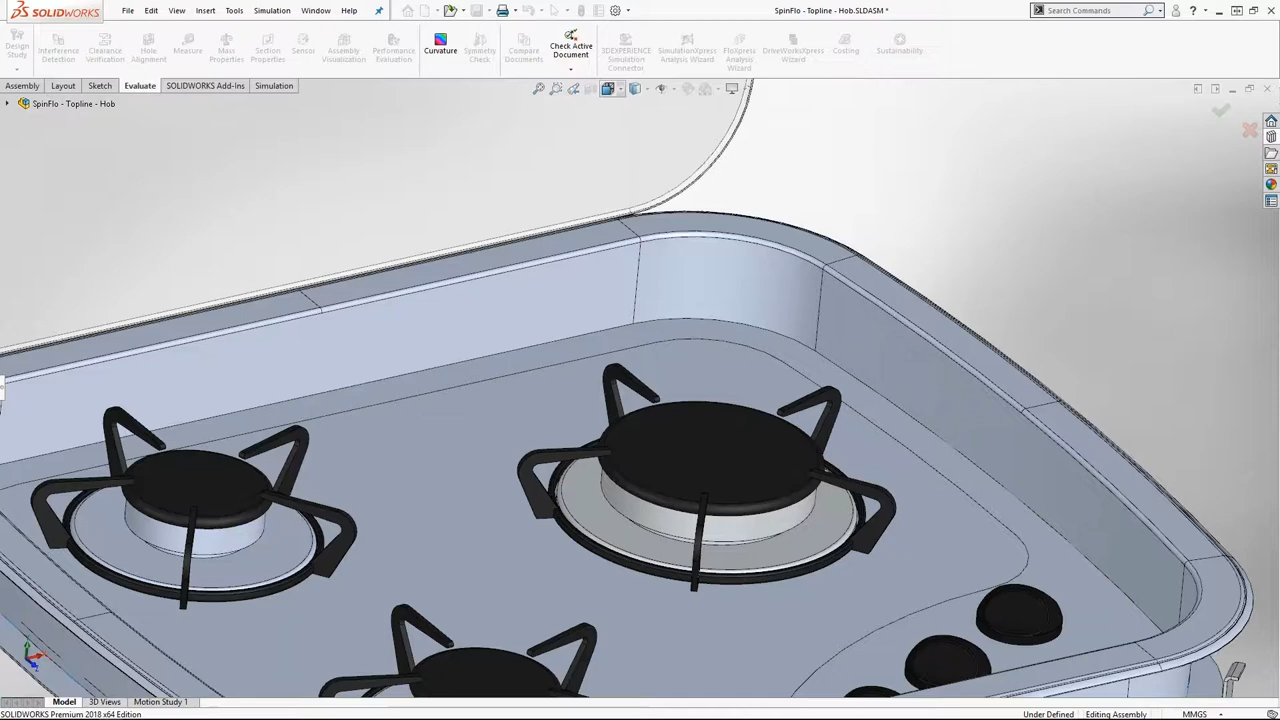 SOLIDWORKS File Edit View Insert Tools Simulation Window Help SpinFlo - Topline - Hob.SLDASM * Search Commands
Design Study
Interference Detection
Clearance Verification
Hole Alignment
Measure
Mass Properties
Section Properties
Sensor
Assembly Visualization
Performance Evaluation
Curvature
Symmetry Check
Compare Documents
Check Active Document
3DEXPERIENCE Simulation Connector
SimulationXpress Analysis Wizard
FloXpress Analysis Wizard
DriveWorksXpress Wizard
Costing
Sustainability
Assembly Layout Sketch Evaluate SOLIDWORKS Add-Ins Simulation
SpinFlo - Topline - Hob
Model 3D Views Motion Study 1
SOLIDWORKS Premium 2018 x64 Edition Under Defined Editing Assembly MMGS